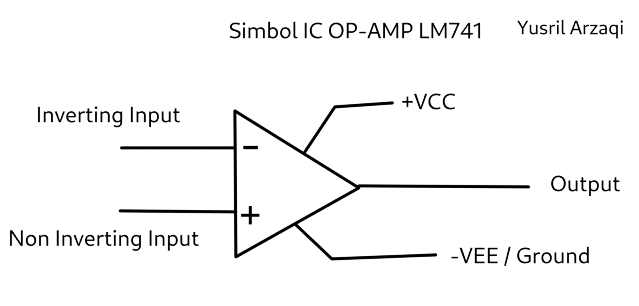 Simbol IC OP-AMP LM741
Yusril Arzaqi
+VCC
Inverting Input
-
Output
+
Non Inverting Input
-VEE / Ground